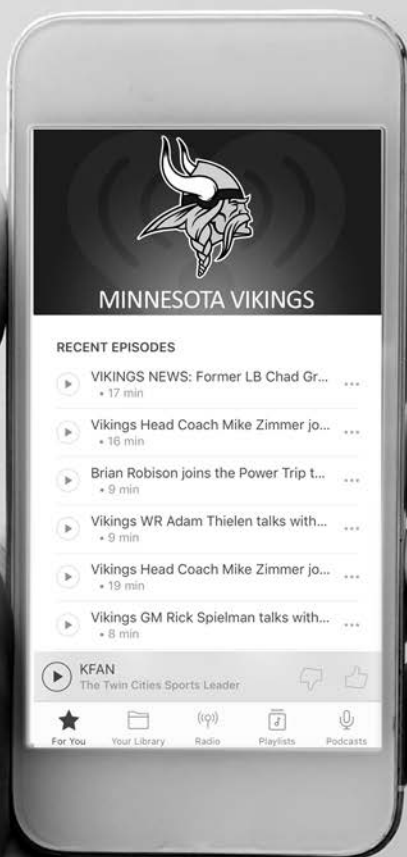 MINNESOTA VIKINGS
RECENT EPISODES
VIKINGS NEWS: Former LB Chad Gr...
• 17 min
Vikings Head Coach Mike Zimmer jo...
• 16 min
Brian Robison joins the Power Trip t...
• 9 min
Vikings WR Adam Thielen talks with...
• 9 min
Vikings Head Coach Mike Zimmer jo...
• 19 min
Vikings GM Rick Spielman talks with...
• 8 min
KFAN
The Twin Cities Sports Leader
For You Your Library Radio Playlists Podcasts